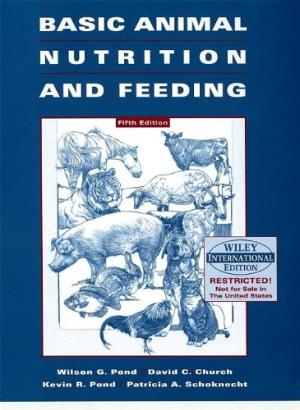 BASIC ANIMAL
NUTRITION
AND FEEDING
Fifth Edition
WILEY
INTERNATIONAL
EDITION
RESTRICTED!
Not for Sale in
The United States
Wilson G. Pond | David C. Church
Kevin R. Pond | Patricia A. Schoknecht